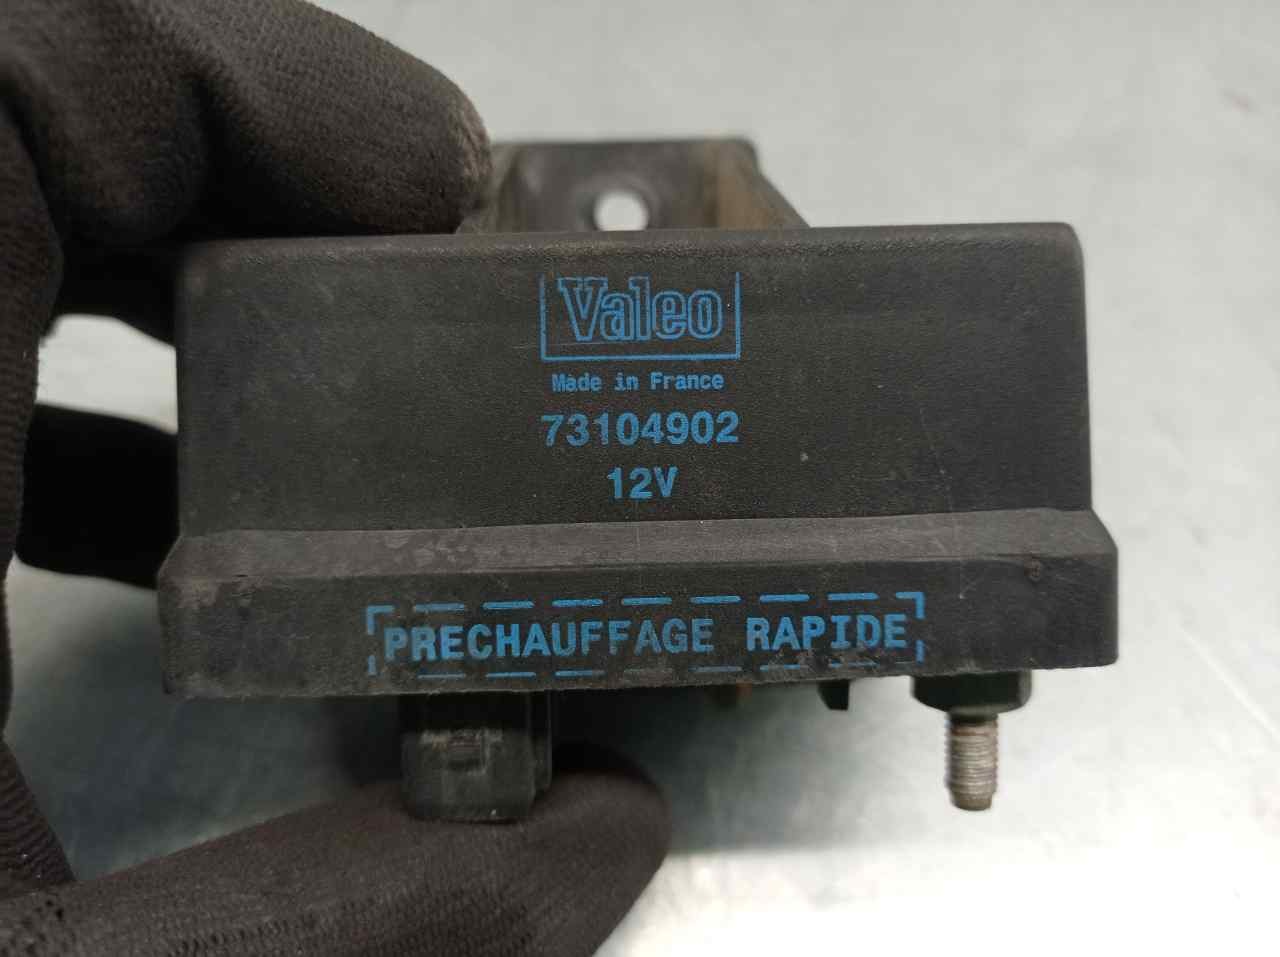 Valeo
Made in France
73104902
12V
PRECHAUFFAGE RAPIDE